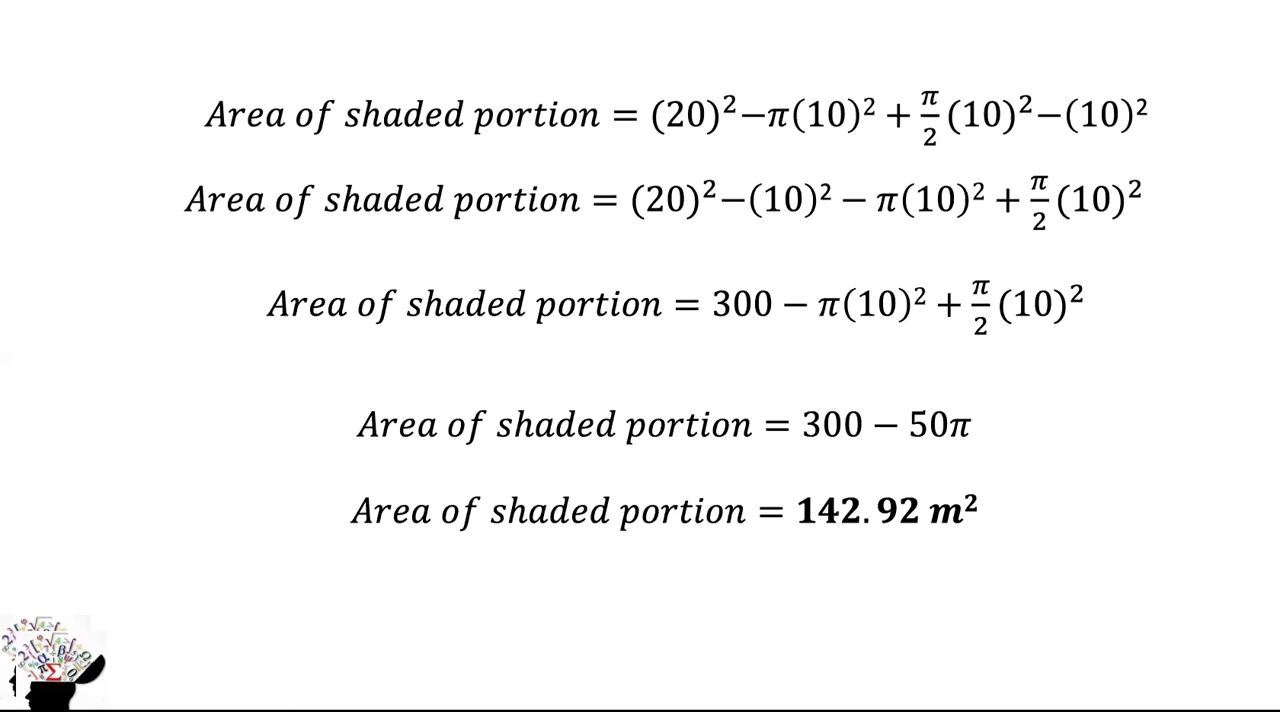 Area of shaded portion = (20)²−π(10)² + π/2 (10)²−(10)²
Area of shaded portion = (20)²−(10)² − π(10)² + π/2 (10)²
Area of shaded portion = 300 − π(10)² + π/2 (10)²
Area of shaded portion = 300 − 50π
Area of shaded portion = 142.92 m²